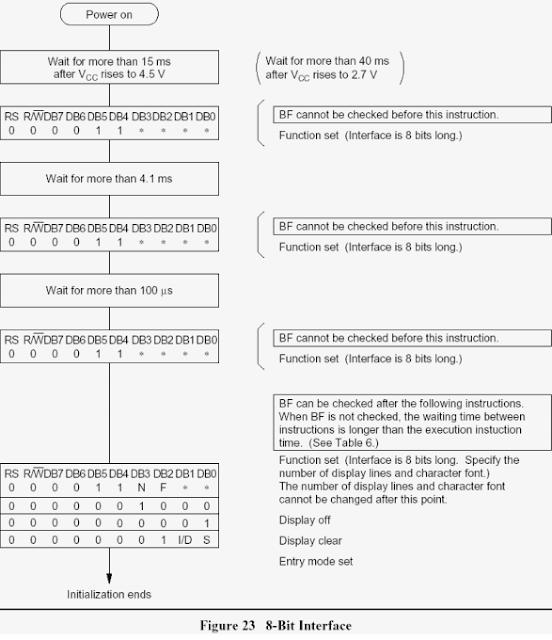 Power on
Wait for more than 15 ms
after VCC rises to 4.5 V
Wait for more than 40 ms
after VCC rises to 2.7 V
RS R/W DB7 DB6 DB5 DB4 DB3 DB2 DB1 DB0
0 0 0 0 1 1 * * * *
BF cannot be checked before this instruction.
Function set (Interface is 8 bits long.)
Wait for more than 4.1 ms
RS R/W DB7 DB6 DB5 DB4 DB3 DB2 DB1 DB0
0 0 0 0 1 1 * * * *
BF cannot be checked before this instruction.
Function set (Interface is 8 bits long.)
Wait for more than 100 μs
RS R/W DB7 DB6 DB5 DB4 DB3 DB2 DB1 DB0
0 0 0 0 1 1 * * * *
BF cannot be checked before this instruction.
Function set (Interface is 8 bits long.)
BF can be checked after the following instructions.
When BF is not checked, the waiting time between
instructions is longer than the execution instuction
time. (See Table 6.)
RS R/W DB7 DB6 DB5 DB4 DB3 DB2 DB1 DB0
0 0 0 0 1 1 N F * *
0 0 0 0 0 0 1 0 0 0
0 0 0 0 0 0 0 0 0 1
0 0 0 0 0 0 0 1 I/D S
Function set (Interface is 8 bits long. Specify the
number of display lines and character font.)
The number of display lines and character font
cannot be changed after this point.
Display off
Display clear
Entry mode set
Initialization ends
Figure 23 8-Bit Interface